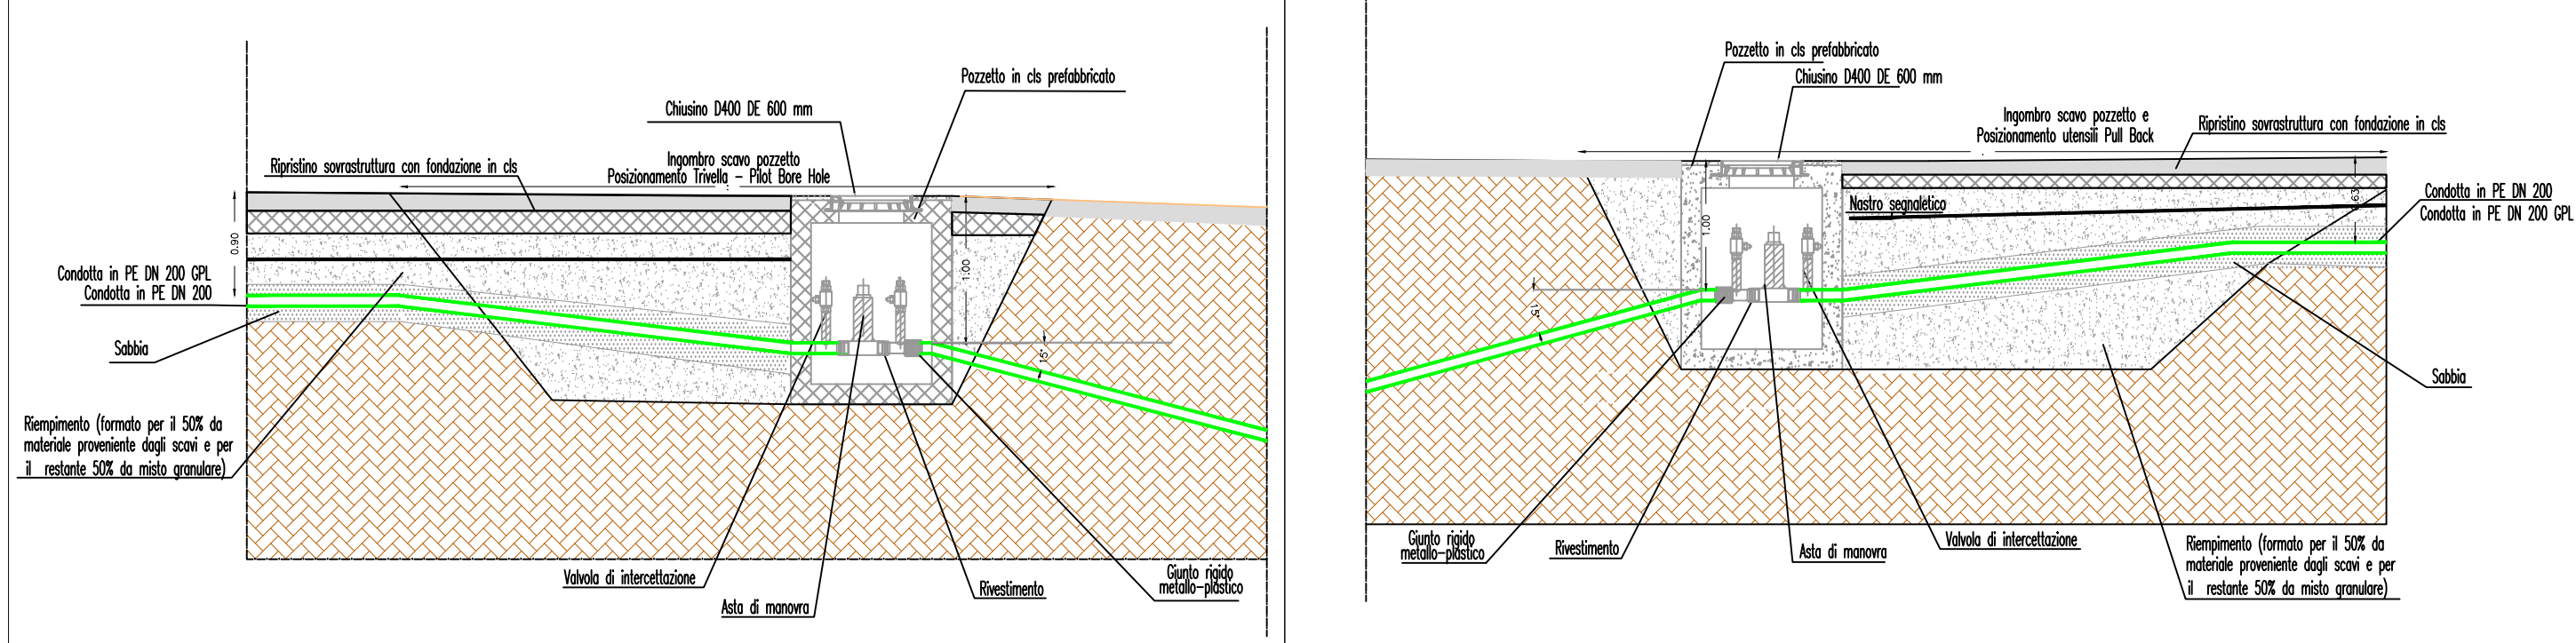 Pozzetto in cls prefabbricato
Chiusino D400 DE 600 mm
Ingombro scavo pozzetto
Posizionamento Trivella - Pilot Bore Hole
Ripristino sovrastruttura con fondazione in cls
0.90
1.00
15°
Condotta in PE DN 200 GPL
Condotta in PE DN 200
Sabbia
Riempimento (formato per il 50% da
materiale proveniente dagli scavi e per
il restante 50% da misto granulare)
Valvola di intercettazione
Asta di manovra
Rivestimento
Giunto rigido
metallo-plastico
Pozzetto in cls prefabbricato
Chiusino D400 DE 600 mm
Ingombro scavo pozzetto e
Posizionamento utensili Pull Back
Ripristino sovrastruttura con fondazione in cls
Nastro segnaletico
1.00
15°
Condotta in PE DN 200
Condotta in PE DN 200 GPL
Sabbia
Giunto rigido
metallo-plastico
Rivestimento
Asta di manovra
Valvola di intercettazione
Riempimento (formato per il 50% da
materiale proveniente dagli scavi e per
il restante 50% da misto granulare)